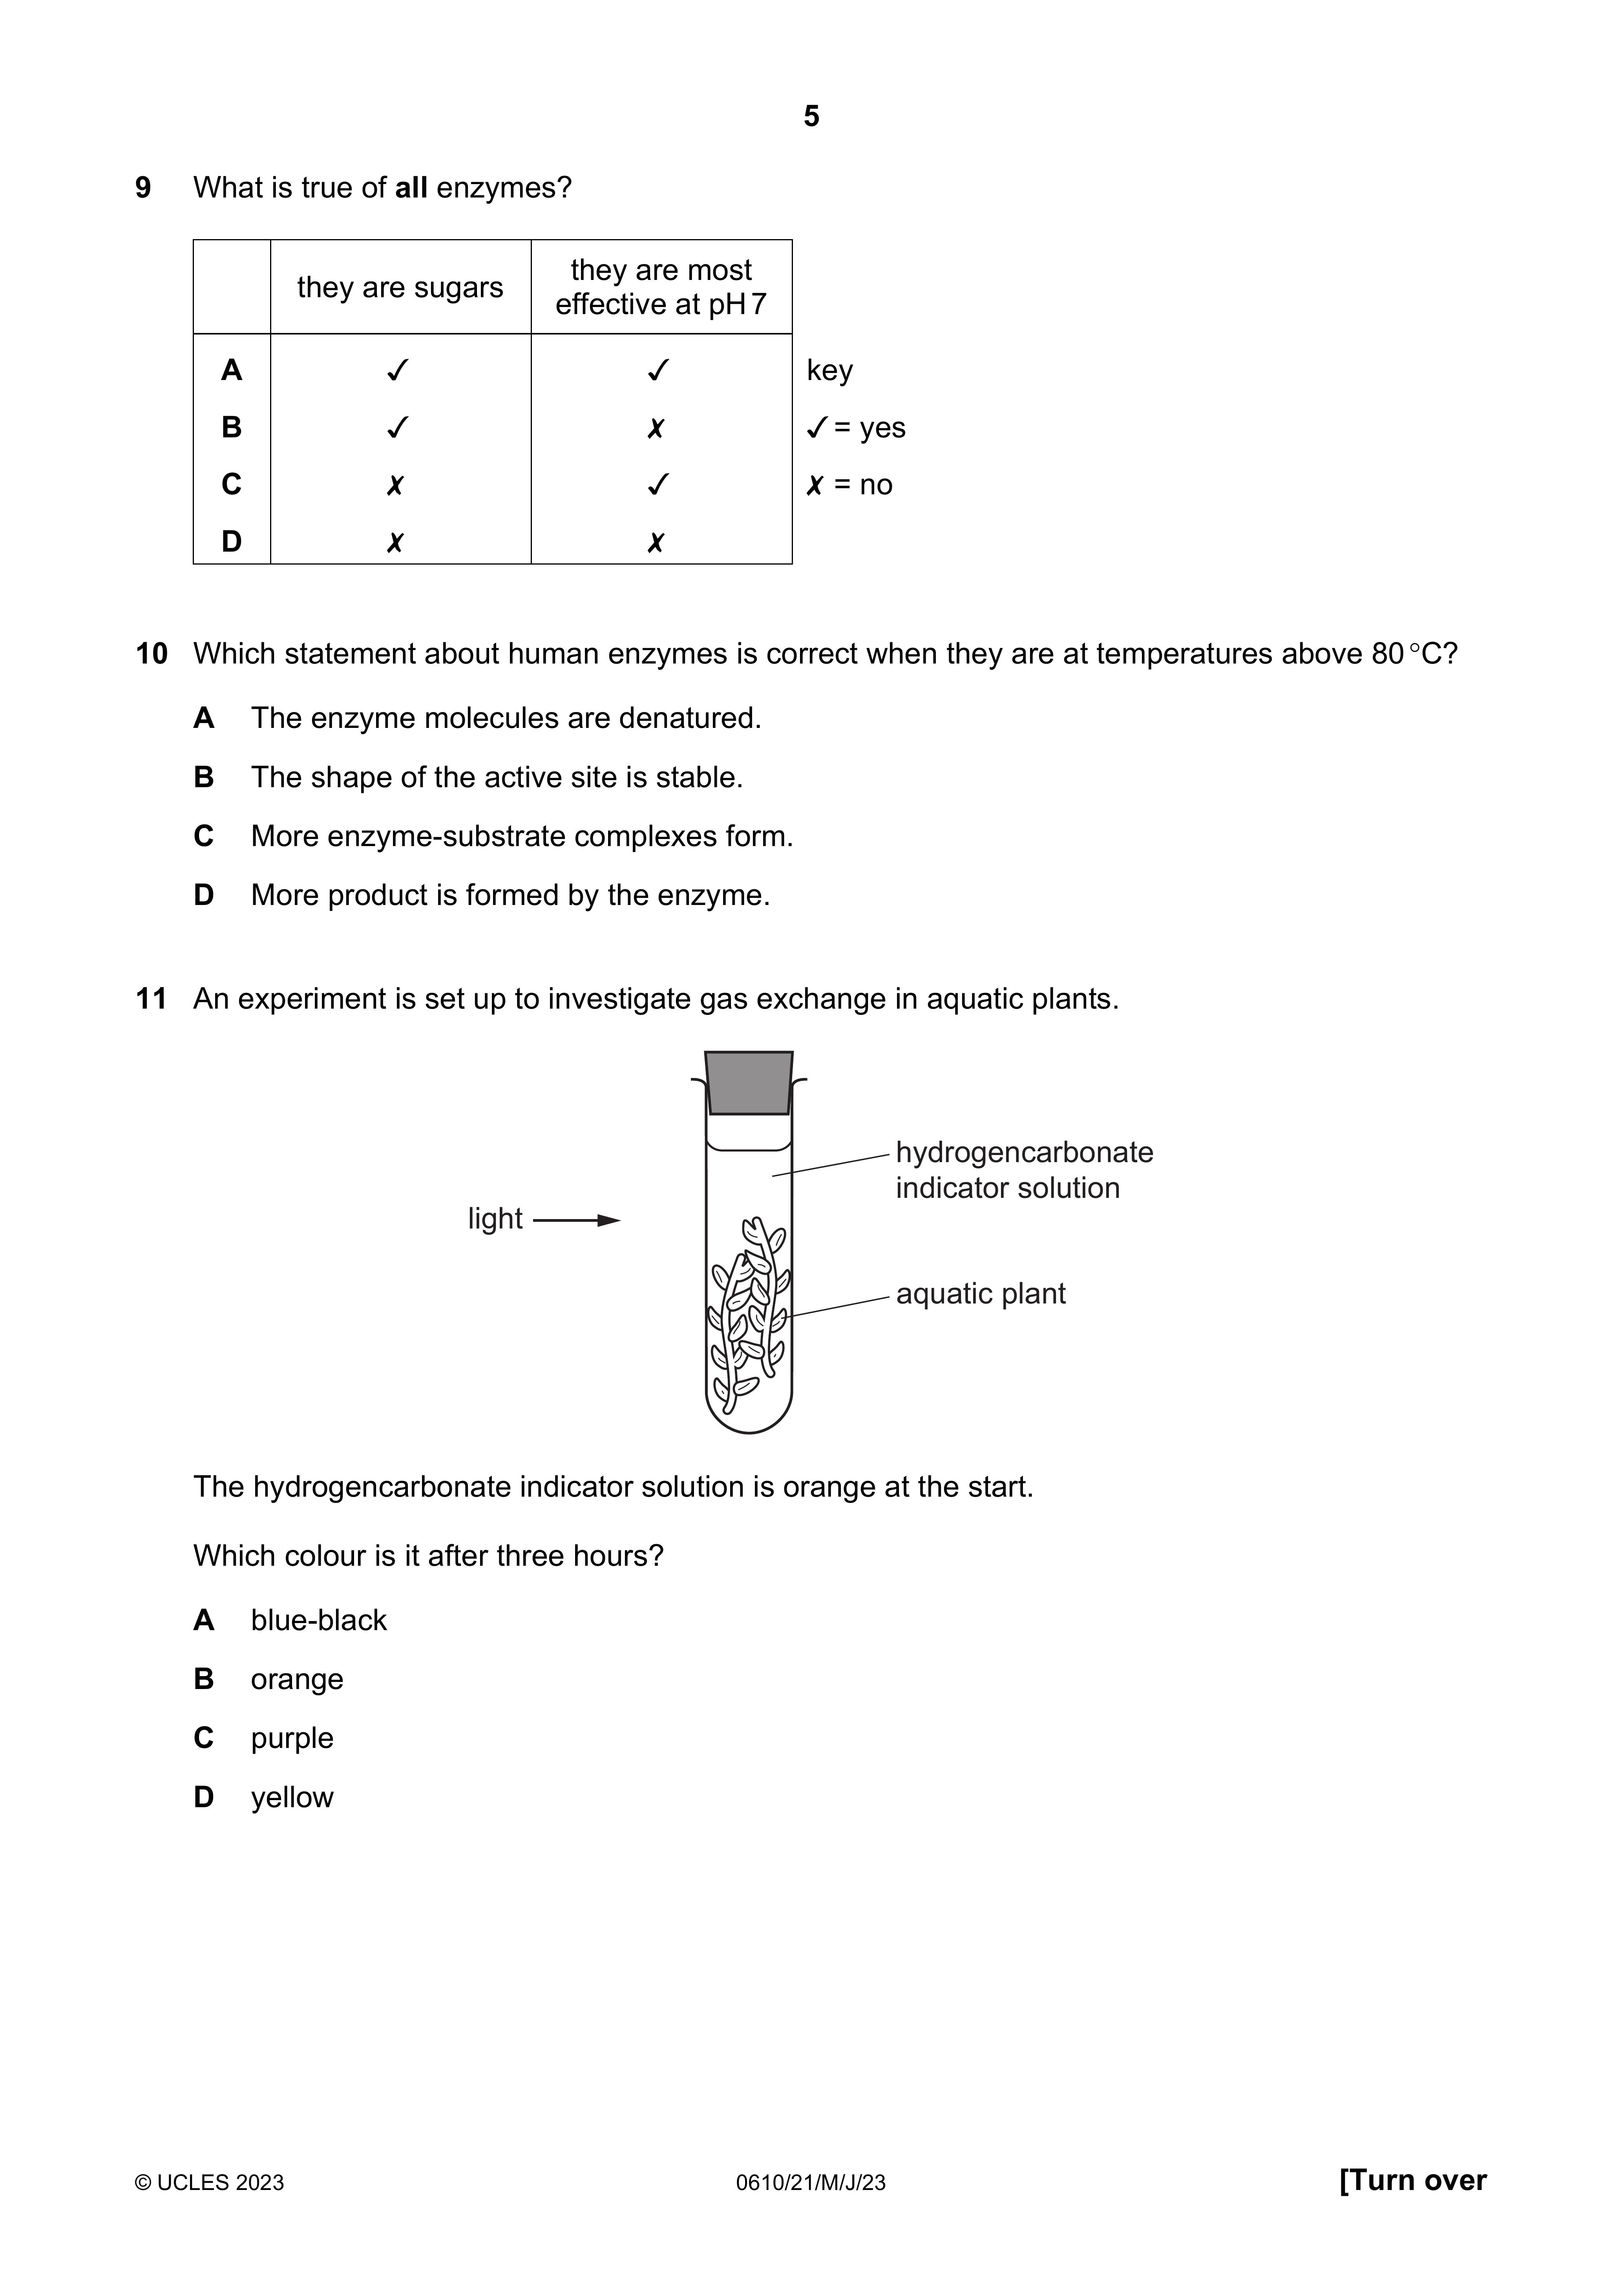 5
9 What is true of all enzymes?
they are sugars they are most effective at pH 7
A ✓ ✓ key
B ✓ ✗ ✓ = yes
C ✗ ✓ ✗ = no
D ✗ ✗
10 Which statement about human enzymes is correct when they are at temperatures above 80 °C?
A The enzyme molecules are denatured.
B The shape of the active site is stable.
C More enzyme-substrate complexes form.
D More product is formed by the enzyme.
11 An experiment is set up to investigate gas exchange in aquatic plants.
hydrogencarbonate
indicator solution
light
aquatic plant
The hydrogencarbonate indicator solution is orange at the start.
Which colour is it after three hours?
A blue-black
B orange
C purple
D yellow
© UCLES 2023 0610/21/M/J/23 [Turn over